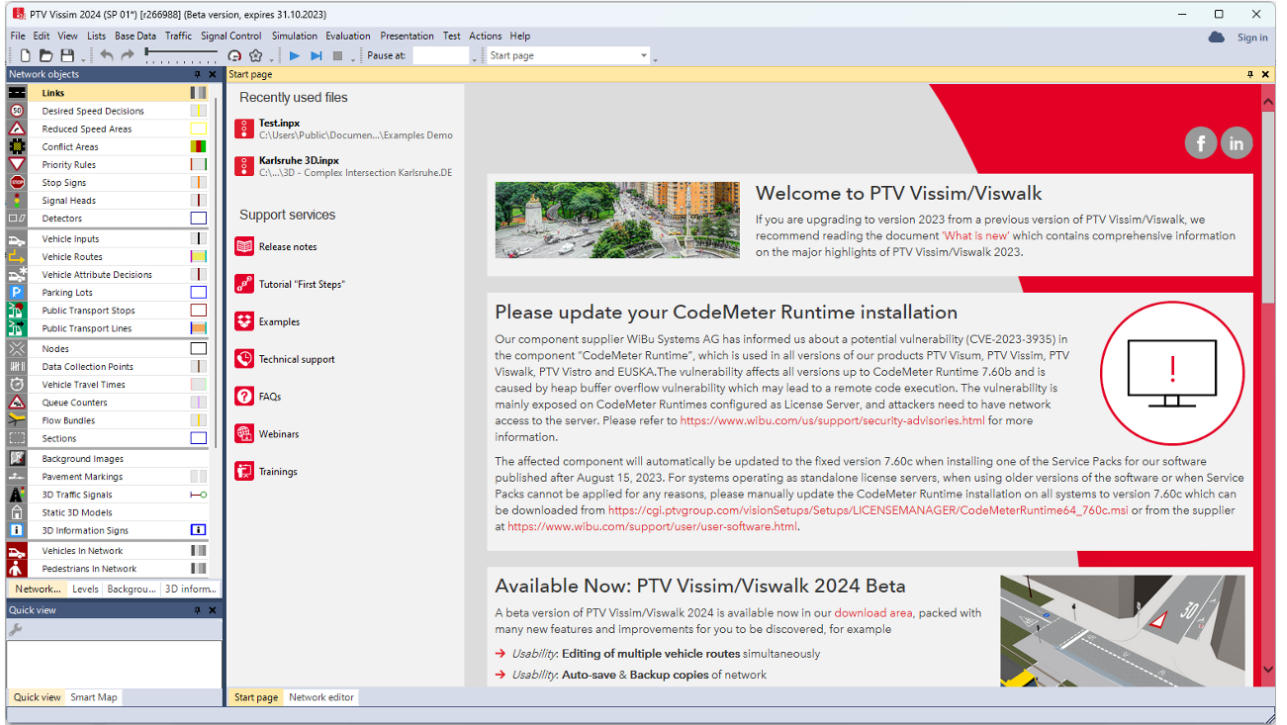 PTV Vissim 2024 (SP 01*) [r266988] (Beta version, expires 31.10.2023)
File Edit View Lists Base Data Traffic Signal Control Simulation Evaluation Presentation Test Actions Help
Sign in
Pause at:
Start page
Network objects
Links
50
Desired Speed Decisions
Reduced Speed Areas
Conflict Areas
Priority Rules
STOP
Stop Signs
Signal Heads
Detectors
Vehicle Inputs
Vehicle Routes
Vehicle Attribute Decisions
P
Parking Lots
Public Transport Stops
Public Transport Lines
Nodes
Data Collection Points
Vehicle Travel Times
Queue Counters
Flow Bundles
Sections
Background Images
Pavement Markings
3D Traffic Signals
Static 3D Models
3D Information Signs
Vehicles In Network
Pedestrians In Network
Network... Levels Backgrou... 3D inform...
Quick view
Quick view Smart Map
Start page
Recently used files
Test.inpx
C:\Users\Public\Documen...\Examples Demo
Karlsruhe 3D.inpx
C:\...\3D - Complex Intersection Karlsruhe.DE
Support services
Release notes
Tutorial "First Steps"
Examples
Technical support
FAQs
Webinars
Trainings
f in
Welcome to PTV Vissim/Viswalk
If you are upgrading to version 2023 from a previous version of PTV Vissim/Viswalk, we
recommend reading the document 'What is new' which contains comprehensive information
on the major highlights of PTV Vissim/Viswalk 2023.
Please update your CodeMeter Runtime installation
Our component supplier WiBu Systems AG has informed us about a potential vulnerability (CVE-2023-3935) in
the component "CodeMeter Runtime", which is used in all versions of our products PTV Visum, PTV Vissim, PTV
Viswalk, PTV Vistro and EUSKA.The vulnerability affects all versions up to CodeMeter Runtime 7.60b and is
caused by heap buffer overflow vulnerability which may lead to a remote code execution. The vulnerability is
mainly exposed on CodeMeter Runtimes configured as License Server, and attackers need to have network
access to the server. Please refer to https://www.wibu.com/us/support/security-advisories.html for more
information.
!
The affected component will automatically be updated to the fixed version 7.60c when installing one of the Service Packs for our software
published after August 15, 2023. For systems operating as standalone license servers, when using older versions of the software or when Service
Packs cannot be applied for any reasons, please manually update the CodeMeter Runtime installation on all systems to version 7.60c which can
be downloaded from https://cgi.ptvgroup.com/visionSetups/Setups/LICENSEMANAGER/CodeMeterRuntime64_760c.msi or from the supplier
at https://www.wibu.com/support/user/user-software.html.
Available Now: PTV Vissim/Viswalk 2024 Beta
A beta version of PTV Vissim/Viswalk 2024 is available now in our download area, packed with
many new features and improvements for you to be discovered, for example
→ Usability: Editing of multiple vehicle routes simultaneously
→ Usability: Auto-save & Backup copies of network
30
Start page Network editor